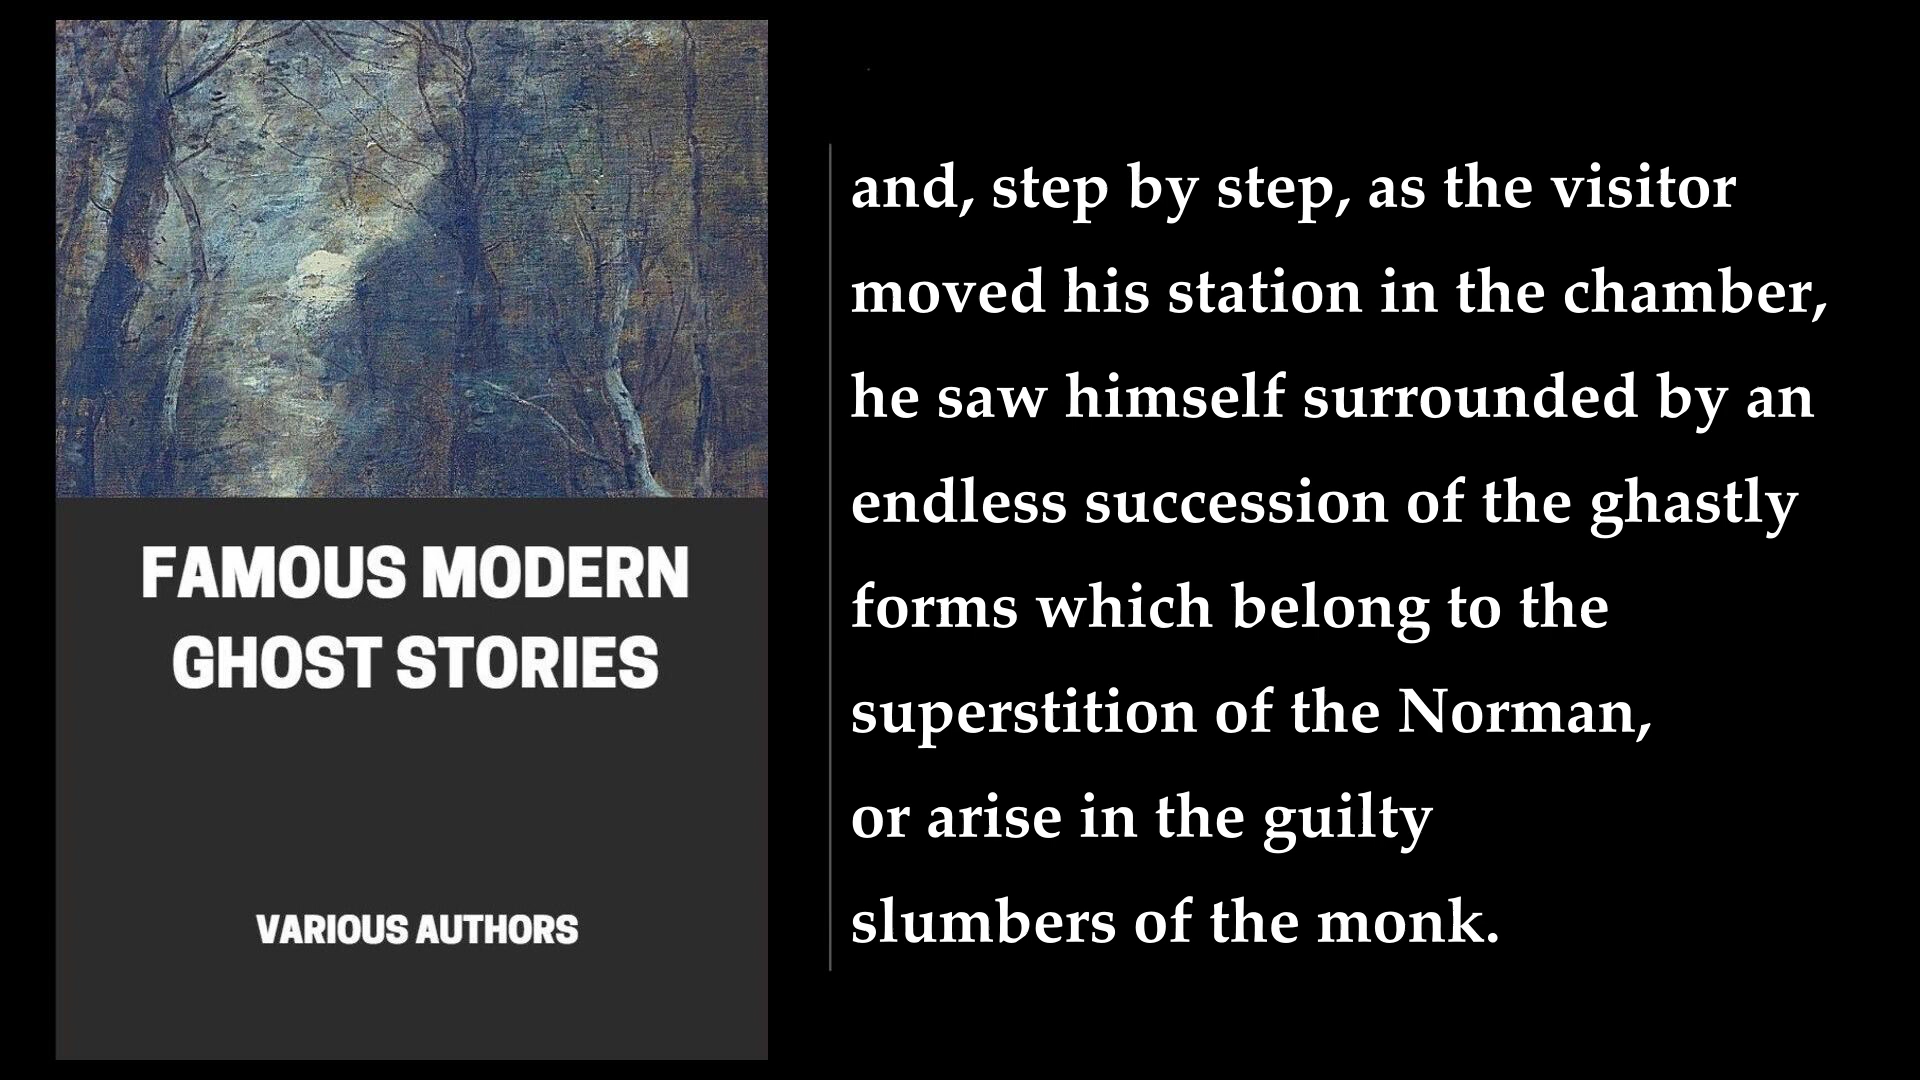 FAMOUS MODERN
GHOST STORIES
VARIOUS AUTHORS
and, step by step, as the visitor
moved his station in the chamber,
he saw himself surrounded by an
endless succession of the ghastly
forms which belong to the
superstition of the Norman,
or arise in the guilty
slumbers of the monk.